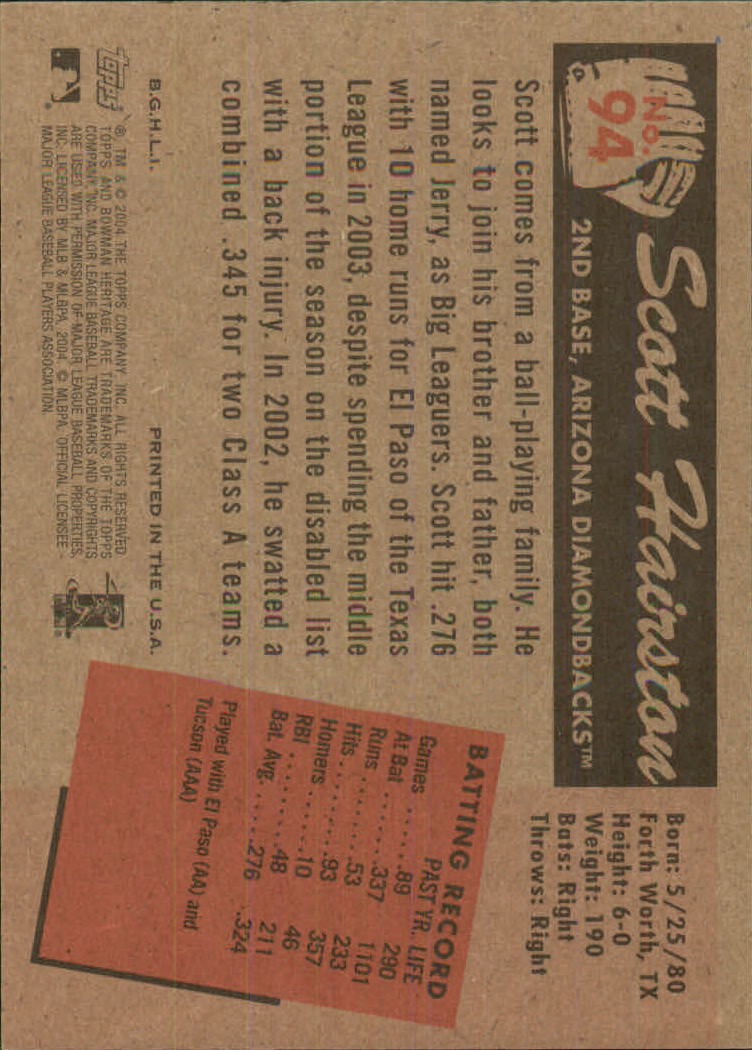 No.
94
Scott Hairston
2ND BASE, ARIZONA DIAMONDBACKS™
Born: 5/25/80
Forth Worth, TX
Height: 6-0
Weight: 190
Bats: Right
Throws: Right
Scott comes from a ball-playing family. He
looks to join his brother and father, both
named Jerry, as Big Leaguers. Scott hit .276
with 10 home runs for El Paso of the Texas
League in 2003, despite spending the middle
portion of the season on the disabled list
with a back injury. In 2002, he swatted a
combined .345 for two Class A teams.
BATTING RECORD
PAST YR. LIFE
Games ......89 290
At Bat .......337 1101
Runs ........53 233
Hits .........93 357
Homers ......10 46
RBI .........48 211
Bat. Avg......276 .324
Played with El Paso (AA) and
Tucson (AAA)
B.G.H.L.I. PRINTED IN THE U.S.A.
Topps ® TM & © 2004 THE TOPPS COMPANY, INC. ALL RIGHTS RESERVED
TOPPS AND BOWMAN HERITAGE ARE TRADEMARKS OF THE TOPPS
COMPANY, INC. MAJOR LEAGUE BASEBALL TRADEMARKS AND COPYRIGHTS
ARE USED WITH PERMISSION OF MAJOR LEAGUE BASEBALL PROPERTIES,
INC. LICENSED BY MLB & MLBPA, 2004. © MLBPA. OFFICIAL LICENSEE -
MAJOR LEAGUE BASEBALL PLAYERS ASSOCIATION.